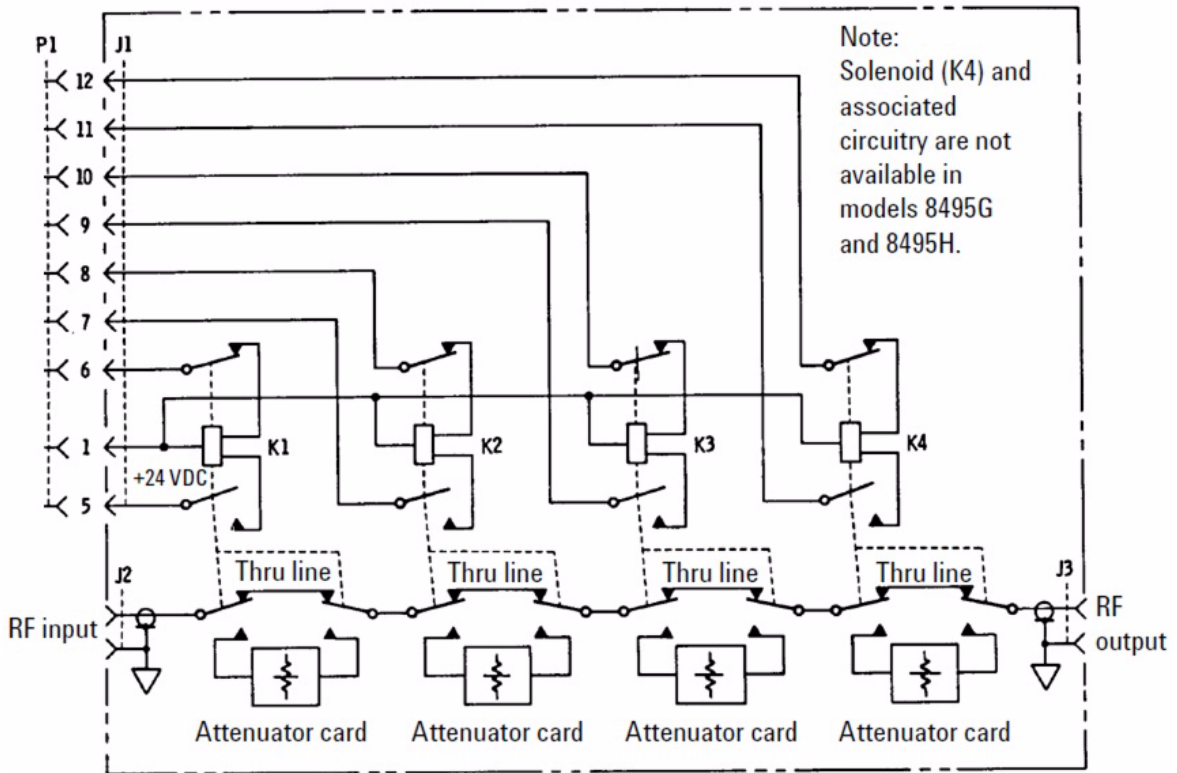 P1 J1
12
11
10
9
8
7
6
1
5
+24 VDC
K1
K2
K3
K4
Note:
Solenoid (K4) and
associated
circuitry are not
available in
models 8495G
and 8495H.
J2
RF input
Thru line
Thru line
Thru line
Thru line
J3
RF
output
Attenuator card
Attenuator card
Attenuator card
Attenuator card